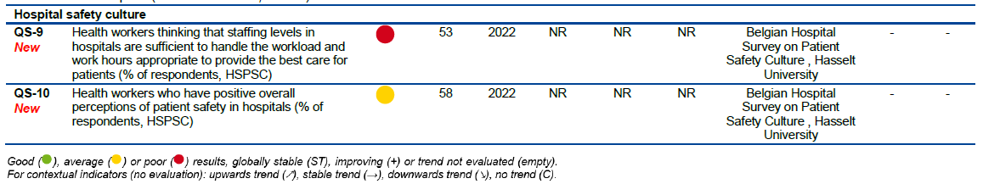 Hospital safety culture
QS-9 Health workers thinking that staffing levels in 53 2022 NR NR NR Belgian Hospital - -
New hospitals are sufficient to handle the workload and Survey on Patient
work hours appropriate to provide the best care for Safety Culture , Hasselt
patients (% of respondents, HSPSC) University
QS-10 Health workers who have positive overall 58 2022 NR NR NR Belgian Hospital - -
New perceptions of patient safety in hospitals (% of Survey on Patient
respondents, HSPSC) Safety Culture , Hasselt
University
Good (), average () or poor () results, globally stable (ST), improving (+) or trend not evaluated (empty).
For contextual indicators (no evaluation): upwards trend (↗), stable trend (→), downwards trend (↘), no trend (C).